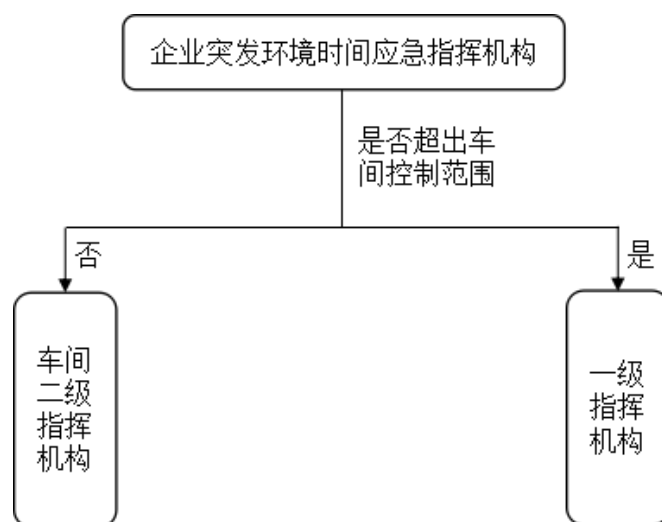 企业突发环境时间应急指挥机构
是否超出车
间控制范围
否
是
车间
二级
指挥
机构
一级
指挥
机构